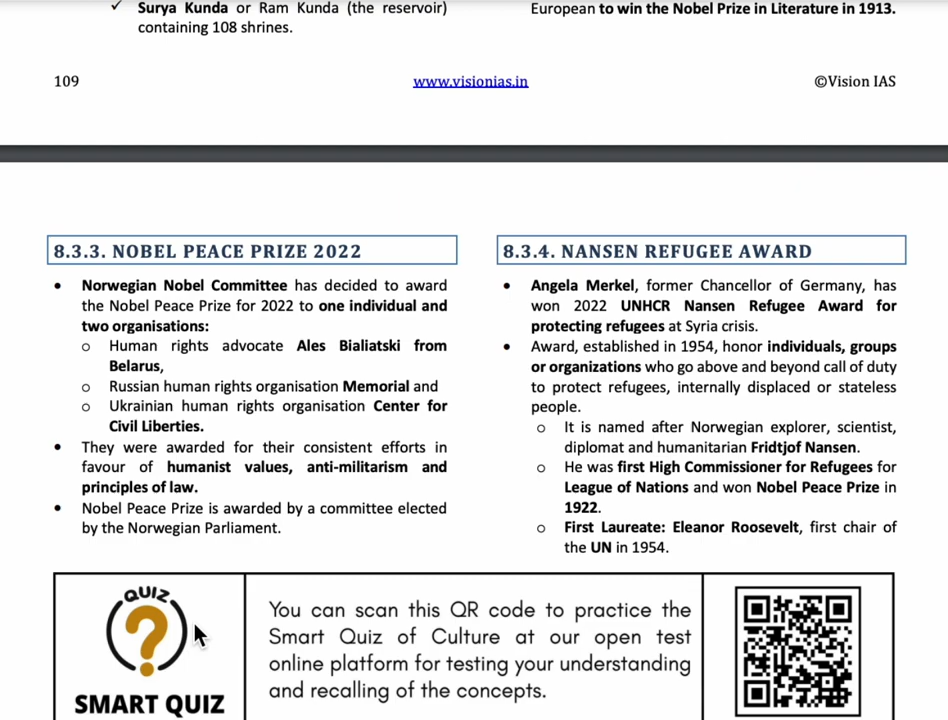 ✓ Surya Kunda or Ram Kunda (the reservoir)
containing 108 shrines.
European to win the Nobel Prize in Literature in 1913.
109
www.visionias.in
©Vision IAS
8.3.3. NOBEL PEACE PRIZE 2022
• Norwegian Nobel Committee has decided to award
the Nobel Peace Prize for 2022 to one individual and
two organisations:
o Human rights advocate Ales Bialiatski from
Belarus,
o Russian human rights organisation Memorial and
o Ukrainian human rights organisation Center for
Civil Liberties.
• They were awarded for their consistent efforts in
favour of humanist values, anti-militarism and
principles of law.
• Nobel Peace Prize is awarded by a committee elected
by the Norwegian Parliament.
8.3.4. NANSEN REFUGEE AWARD
• Angela Merkel, former Chancellor of Germany, has
won 2022 UNHCR Nansen Refugee Award for
protecting refugees at Syria crisis.
• Award, established in 1954, honor individuals, groups
or organizations who go above and beyond call of duty
to protect refugees, internally displaced or stateless
people.
o It is named after Norwegian explorer, scientist,
diplomat and humanitarian Fridtjof Nansen.
o He was first High Commissioner for Refugees for
League of Nations and won Nobel Peace Prize in
1922.
o First Laureate: Eleanor Roosevelt, first chair of
the UN in 1954.
QUIZ
?
SMART QUIZ
You can scan this QR code to practice the
Smart Quiz of Culture at our open test
online platform for testing your understanding
and recalling of the concepts.